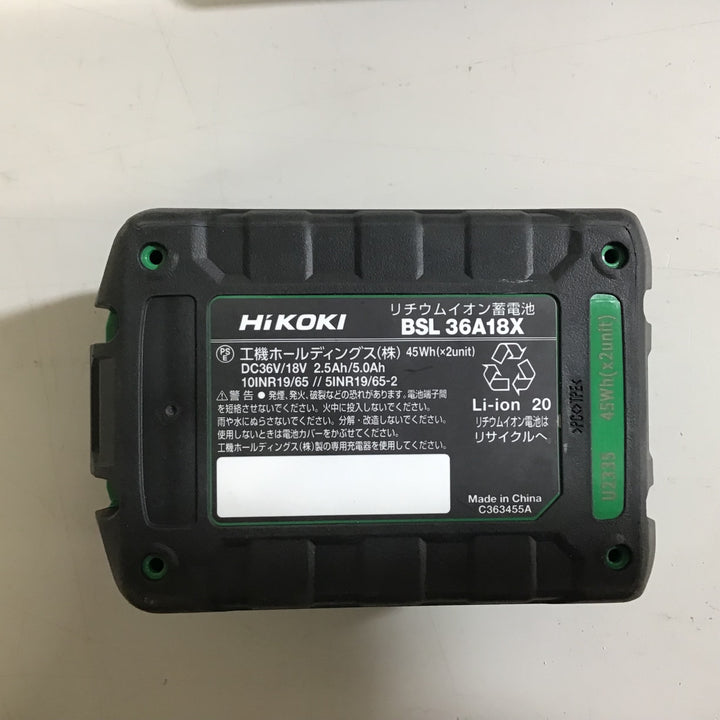 HiKOKI
リチウムイオン蓄電池
BSL 36A18X
PS E 工機ホールディングス(株) 45Wh(×2unit)
DC36V/18V 2.5Ah/5.0Ah
10INR19/65 // 5INR19/65-2
⚠警告 ● 発煙、発火、破裂などの恐れがあります。電池端子間
を短絡させないでください。火中に投入しないでください。
雨や水にぬらさないでください。分解・改造しないでください。
使用しないときは電池カバーをかぶせてください。
工機ホールディングス(株)製の専用充電器を使用してください。
Li-ion 20
リチウムイオン電池は
リサイクルへ
Made in China
C363455A
>PC+TPE<
U2335 45Wh(×2unit)